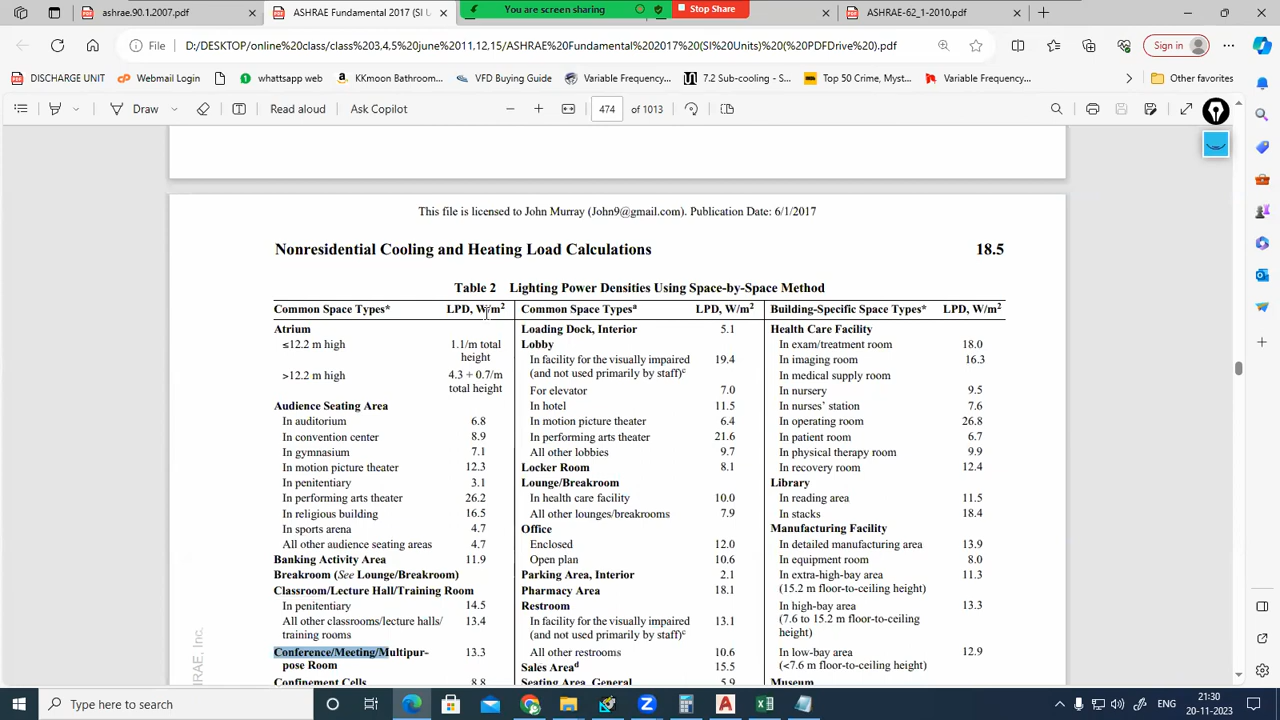 ashrae.90.1.2007.pdf
ASHRAE Fundamental 2017 (SI U
You are screen sharing
Stop Share
ASHRAE-62_1-2010.pdf
File
D:/DESKTOP/online%20class/class%203,4,5%20june%2011.12.15/ASHRAE%20Fundamental%202017%20(SI%20Units)%20(%20PDFDrive%20).pdf
Sign in
DISCHARGE UNIT
Webmail Login
whattsapp web
KKmoon Bathroom...
VFD Buying Guide
Variable Frequency...
7.2 Sub-cooling - S...
Top 50 Crime, Myst...
Variable Frequency...
Other favorites
Draw
Read aloud
Ask Copilot
474 of 1013
This file is licensed to John Murray (John9@gmail.com). Publication Date: 6/1/2017
Nonresidential Cooling and Heating Load Calculations 18.5
Table 2 Lighting Power Densities Using Space-by-Space Method
Common Space Types* LPD, W/m²
Atrium
≤12.2 m high 1.1/m total
height
>12.2 m high 4.3 + 0.7/m
total height
Audience Seating Area
In auditorium 6.8
In convention center 8.9
In gymnasium 7.1
In motion picture theater 12.3
In penitentiary 3.1
In performing arts theater 26.2
In religious building 16.5
In sports arena 4.7
All other audience seating areas 4.7
Banking Activity Area 11.9
Breakroom (See Lounge/Breakroom)
Classroom/Lecture Hall/Training Room
In penitentiary 14.5
All other classrooms/lecture halls/ 13.4
training rooms
Conference/Meeting/Multipur- 13.3
pose Room
Confinement Cells 8.8
Common Space Typesᵃ LPD, W/m²
Loading Dock, Interior 5.1
Lobby
In facility for the visually impaired 19.4
(and not used primarily by staff)ᶜ
For elevator 7.0
In hotel 11.5
In motion picture theater 6.4
In performing arts theater 21.6
All other lobbies 9.7
Locker Room 8.1
Lounge/Breakroom
In health care facility 10.0
All other lounges/breakrooms 7.9
Office
Enclosed 12.0
Open plan 10.6
Parking Area, Interior 2.1
Pharmacy Area 18.1
Restroom
In facility for the visually impaired 13.1
(and not used primarily by staff)ᶜ
All other restrooms 10.6
Sales Areaᵈ 15.5
Seating Area, General 5.9
Building-Specific Space Types* LPD, W/m²
Health Care Facility
In exam/treatment room 18.0
In imaging room 16.3
In medical supply room
In nursery 9.5
In nurses' station 7.6
In operating room 26.8
In patient room 6.7
In physical therapy room 9.9
In recovery room 12.4
Library
In reading area 11.5
In stacks 18.4
Manufacturing Facility
In detailed manufacturing area 13.9
In equipment room 8.0
In extra-high-bay area 11.3
(15.2 m floor-to-ceiling height)
In high-bay area 13.3
(7.6 to 15.2 m floor-to-ceiling
height)
In low-bay area 12.9
(<7.6 m floor-to-ceiling height)
Museum
HRAE, Inc.
Type here to search
ENG
21:30
20-11-2023